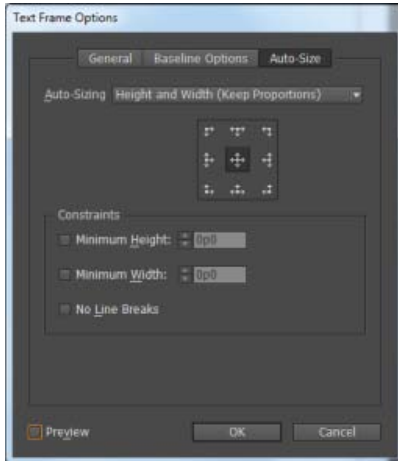 Text Frame Options
General Baseline Options Auto-Size
Auto-Sizing Height and Width (Keep Proportions)
Constraints
Minimum Height: 0p0
Minimum Width: 0p0
No Line Breaks
Preview OK Cancel